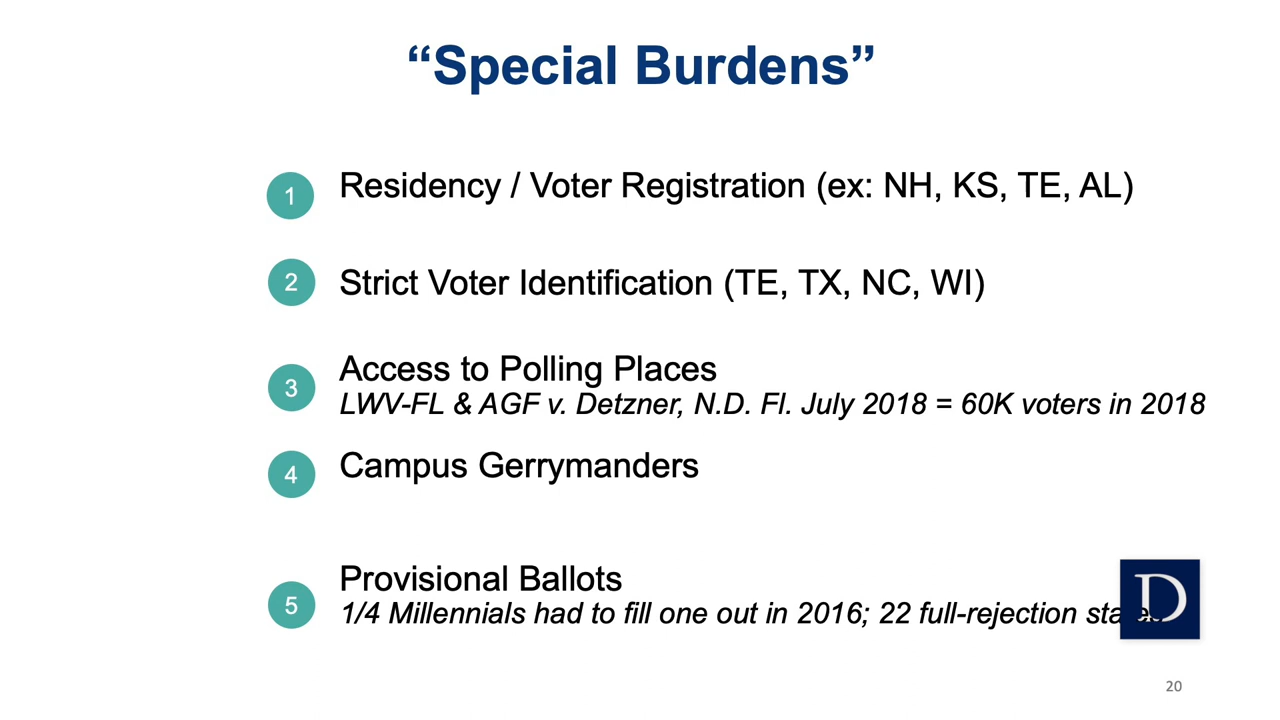 “Special Burdens”
1 Residency / Voter Registration (ex: NH, KS, TE, AL)
2 Strict Voter Identification (TE, TX, NC, WI)
3 Access to Polling Places
LWV-FL & AGF v. Detzner, N.D. Fl. July 2018 = 60K voters in 2018
4 Campus Gerrymanders
5 Provisional Ballots
1/4 Millennials had to fill one out in 2016; 22 full-rejection
D
20